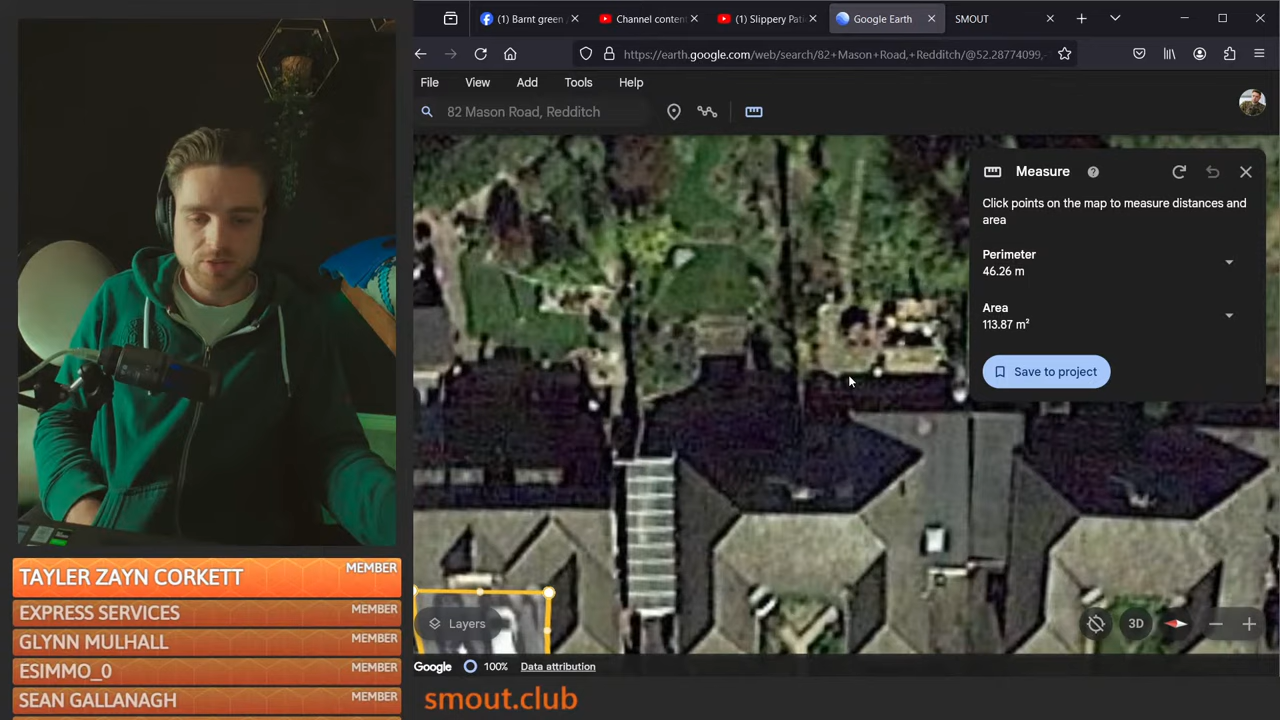 (1) Barnt green /
Channel content
(1) Slippery Pati
Google Earth
SMOUT
https://earth.google.com/web/search/82+Mason+Road,+Redditch/@52.28774099,-
File
View
Add
Tools
Help
82 Mason Road, Redditch
Measure
Click points on the map to measure distances and
area
Perimeter
46.26 m
Area
113.87 m²
Save to project
Layers
3D
Google
100%
Data attribution
TAYLER ZAYN CORKETT
MEMBER
EXPRESS SERVICES
MEMBER
GLYNN MULHALL
MEMBER
ESIMMO_0
MEMBER
SEAN GALLANAGH
MEMBER
smout.club